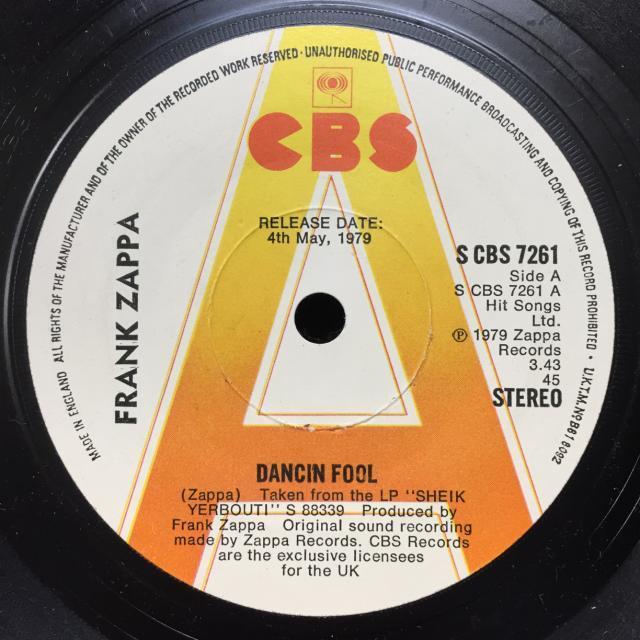 MADE IN ENGLAND ALL RIGHTS OF THE MANUFACTURER AND OF THE OWNER OF THE RECORDED WORK RESERVED · UNAUTHORISED PUBLIC PERFORMANCE BROADCASTING AND COPYING OF THIS RECORD PROHIBITED · U.K.T.M. Nº B616092
CBS
RELEASE DATE:
4th May, 1979
FRANK ZAPPA
S CBS 7261
Side A
S CBS 7261 A
Hit Songs
Ltd.
℗ 1979 Zappa
Records
3.43
45
STEREO
A
DANCIN FOOL
(Zappa) Taken from the LP "SHEIK
YERBOUTI" S 88339 Produced by
Frank Zappa Original sound recording
made by Zappa Records. CBS Records
are the exclusive licensees
for the UK